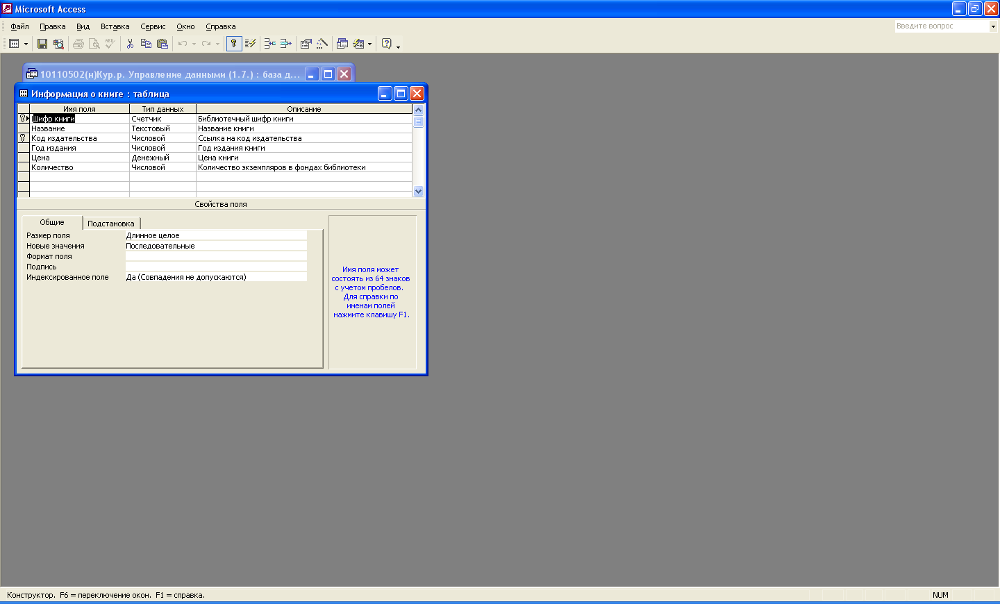 Microsoft Access
Файл Правка Вид Вставка Сервис Окно Справка
Введите вопрос
10110502(н)Кур.р. Управление данными (1.7.) : база д...
Информация о книге : таблица
Имя поля Тип данных Описание
Шифр книги Счетчик Библиотечный шифр книги
Название Текстовый Название книги
Код издательства Числовой Ссылка на код издательства
Год издания Числовой Год издания книги
Цена Денежный Цена книги
Количество Числовой Количество экземпляров в фондах библиотеки
Свойства поля
Общие Подстановка
Размер поля Длинное целое
Новые значения Последовательные
Формат поля
Подпись
Индексированное поле Да (Совпадения не допускаются)
Имя поля может
состоять из 64 знаков
с учетом пробелов.
Для справки по
именам полей
нажмите клавишу F1.
Конструктор. F6 = переключение окон. F1 = справка.
NUM